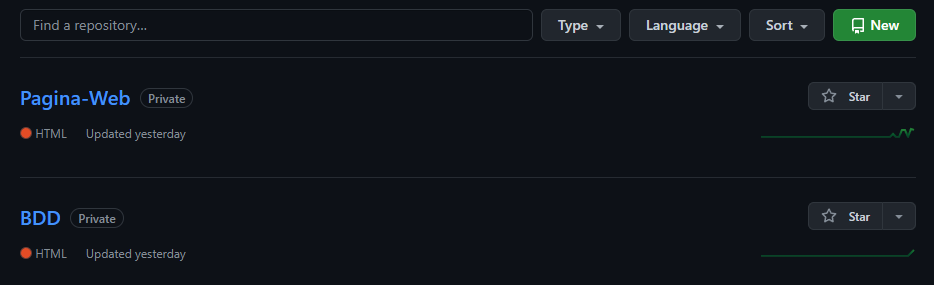 Find a repository... Type Language Sort New
Pagina-Web Private Star
HTML Updated yesterday
BDD Private Star
HTML Updated yesterday